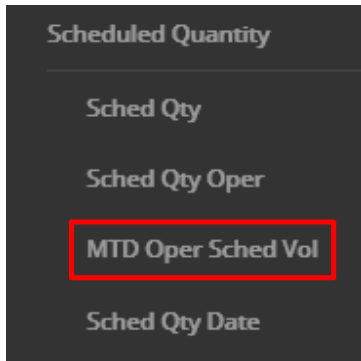 Scheduled Quantity
Sched Qty
Sched Qty Oper
MTD Oper Sched Vol
Sched Qty Date